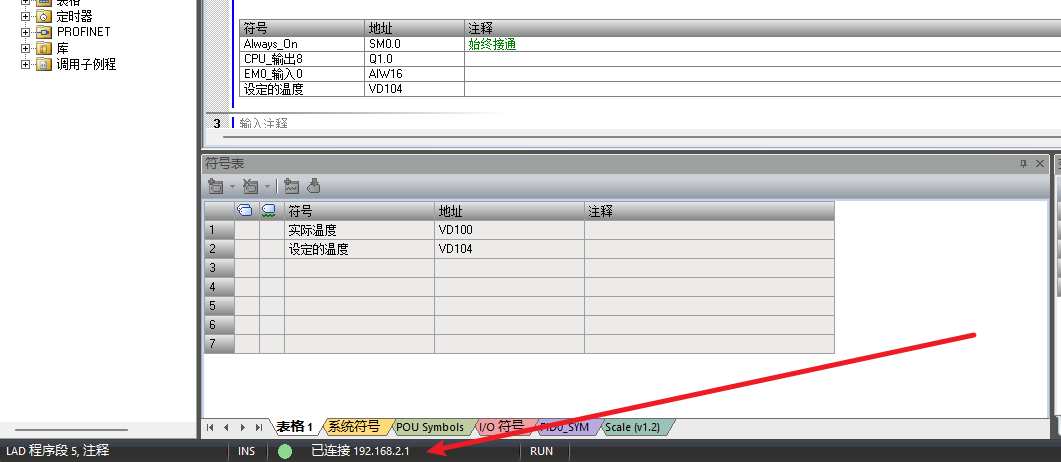 表格
定时器
PROFINET
库
调用子例程
符号 地址 注释
Always_On SM0.0 始终接通
CPU_输出8 Q1.0
EM0_输入0 AIW16
设定的温度 VD104
3 输入注释
符号表
符号 地址 注释
1 实际温度 VD100
2 设定的温度 VD104
3
4
5
6
7
表格 1 系统符号 POU Symbols I/O 符号 PID0_SYM Scale (v1.2)
LAD 程序段 5, 注释 INS 已连接 192.168.2.1 RUN